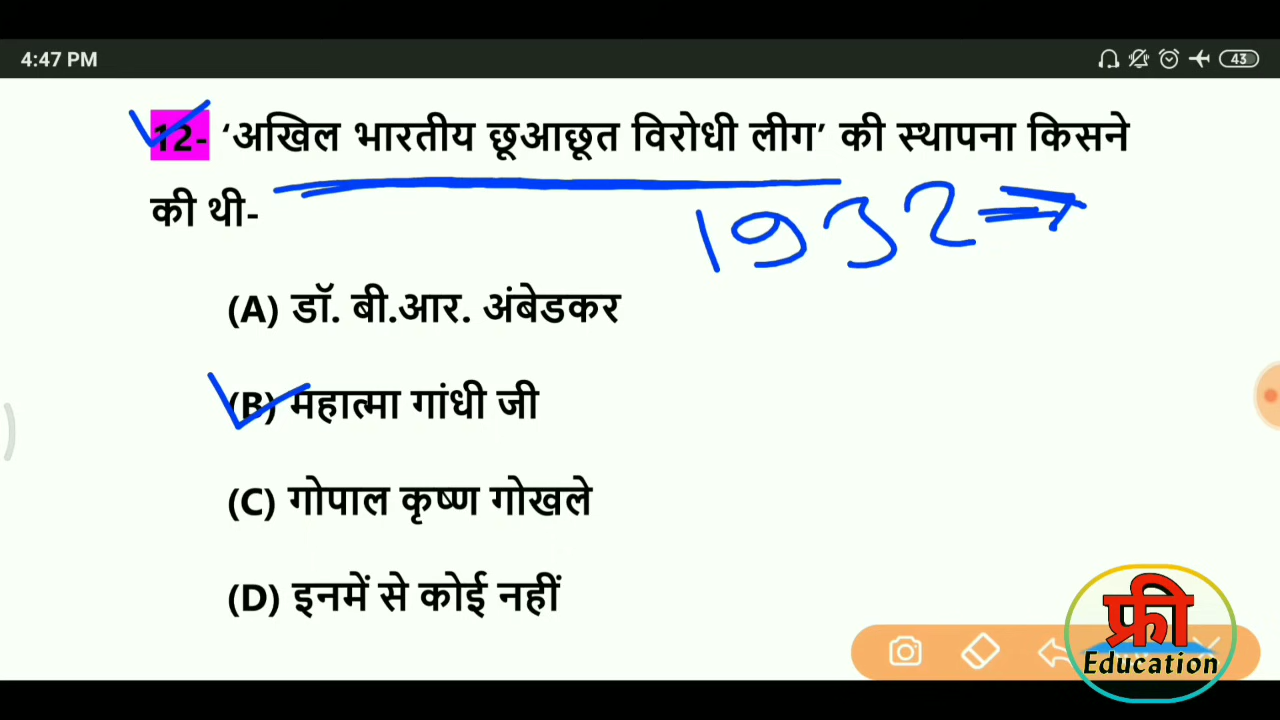 4:47 PM
43
12- ‘अखिल भारतीय छूआछूत विरोधी लीग’ की स्थापना किसने
की थी-
1932
(A) डॉ. बी.आर. अंबेडकर
(B) महात्मा गांधी जी
(C) गोपाल कृष्ण गोखले
(D) इनमें से कोई नहीं
फ्री
Education